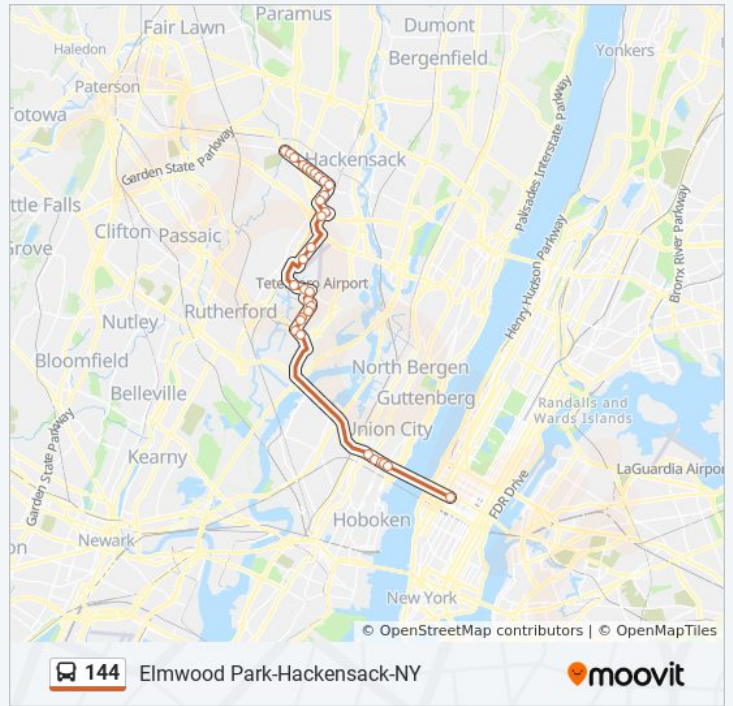 Paramus
Dumont
Fair Lawn
Bergenfield
Yonkers
Haledon
Paterson
Totowa
Garden State Parkway
Hackensack
Palisades Interstate Parkway
Little Falls
Clifton
Passaic
Grove
Henry Hudson Parkway
Bronx River Parkway
Teterboro Airport
Rutherford
Nutley
Bloomfield
North Bergen
Belleville
Guttenberg
Randalls and
Wards Islands
Union City
Kearny
Garden State Parkway
LaGuardia Airpor
FDR Drive
Hoboken
Newark
New York
© OpenStreetMap contributors | © OpenMapTiles
144 Elmwood Park-Hackensack-NY
moovit